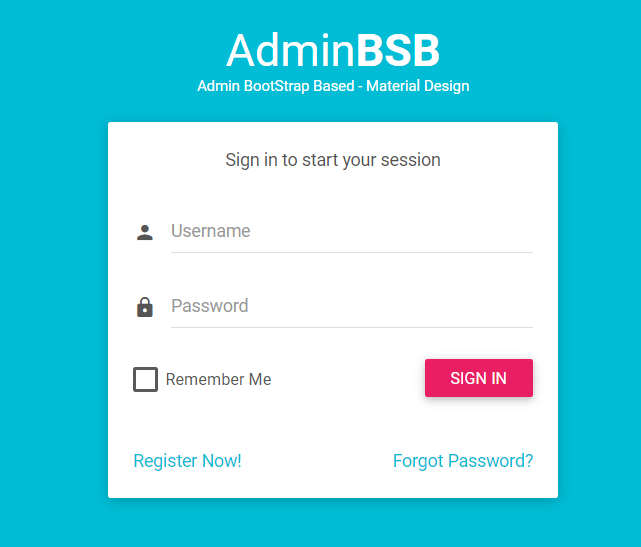 AdminBSB
Admin BootStrap Based - Material Design
Sign in to start your session
Username
Password
Remember Me
SIGN IN
Register Now!
Forgot Password?